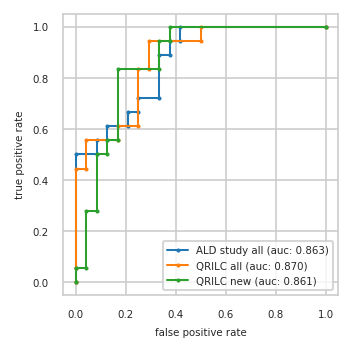 1.0
0.8
0.6
0.4
0.2
0.0
true positive rate
ALD study all (auc: 0.863)
QRILC all (auc: 0.870)
QRILC new (auc: 0.861)
0.0 0.2 0.4 0.6 0.8 1.0
false positive rate